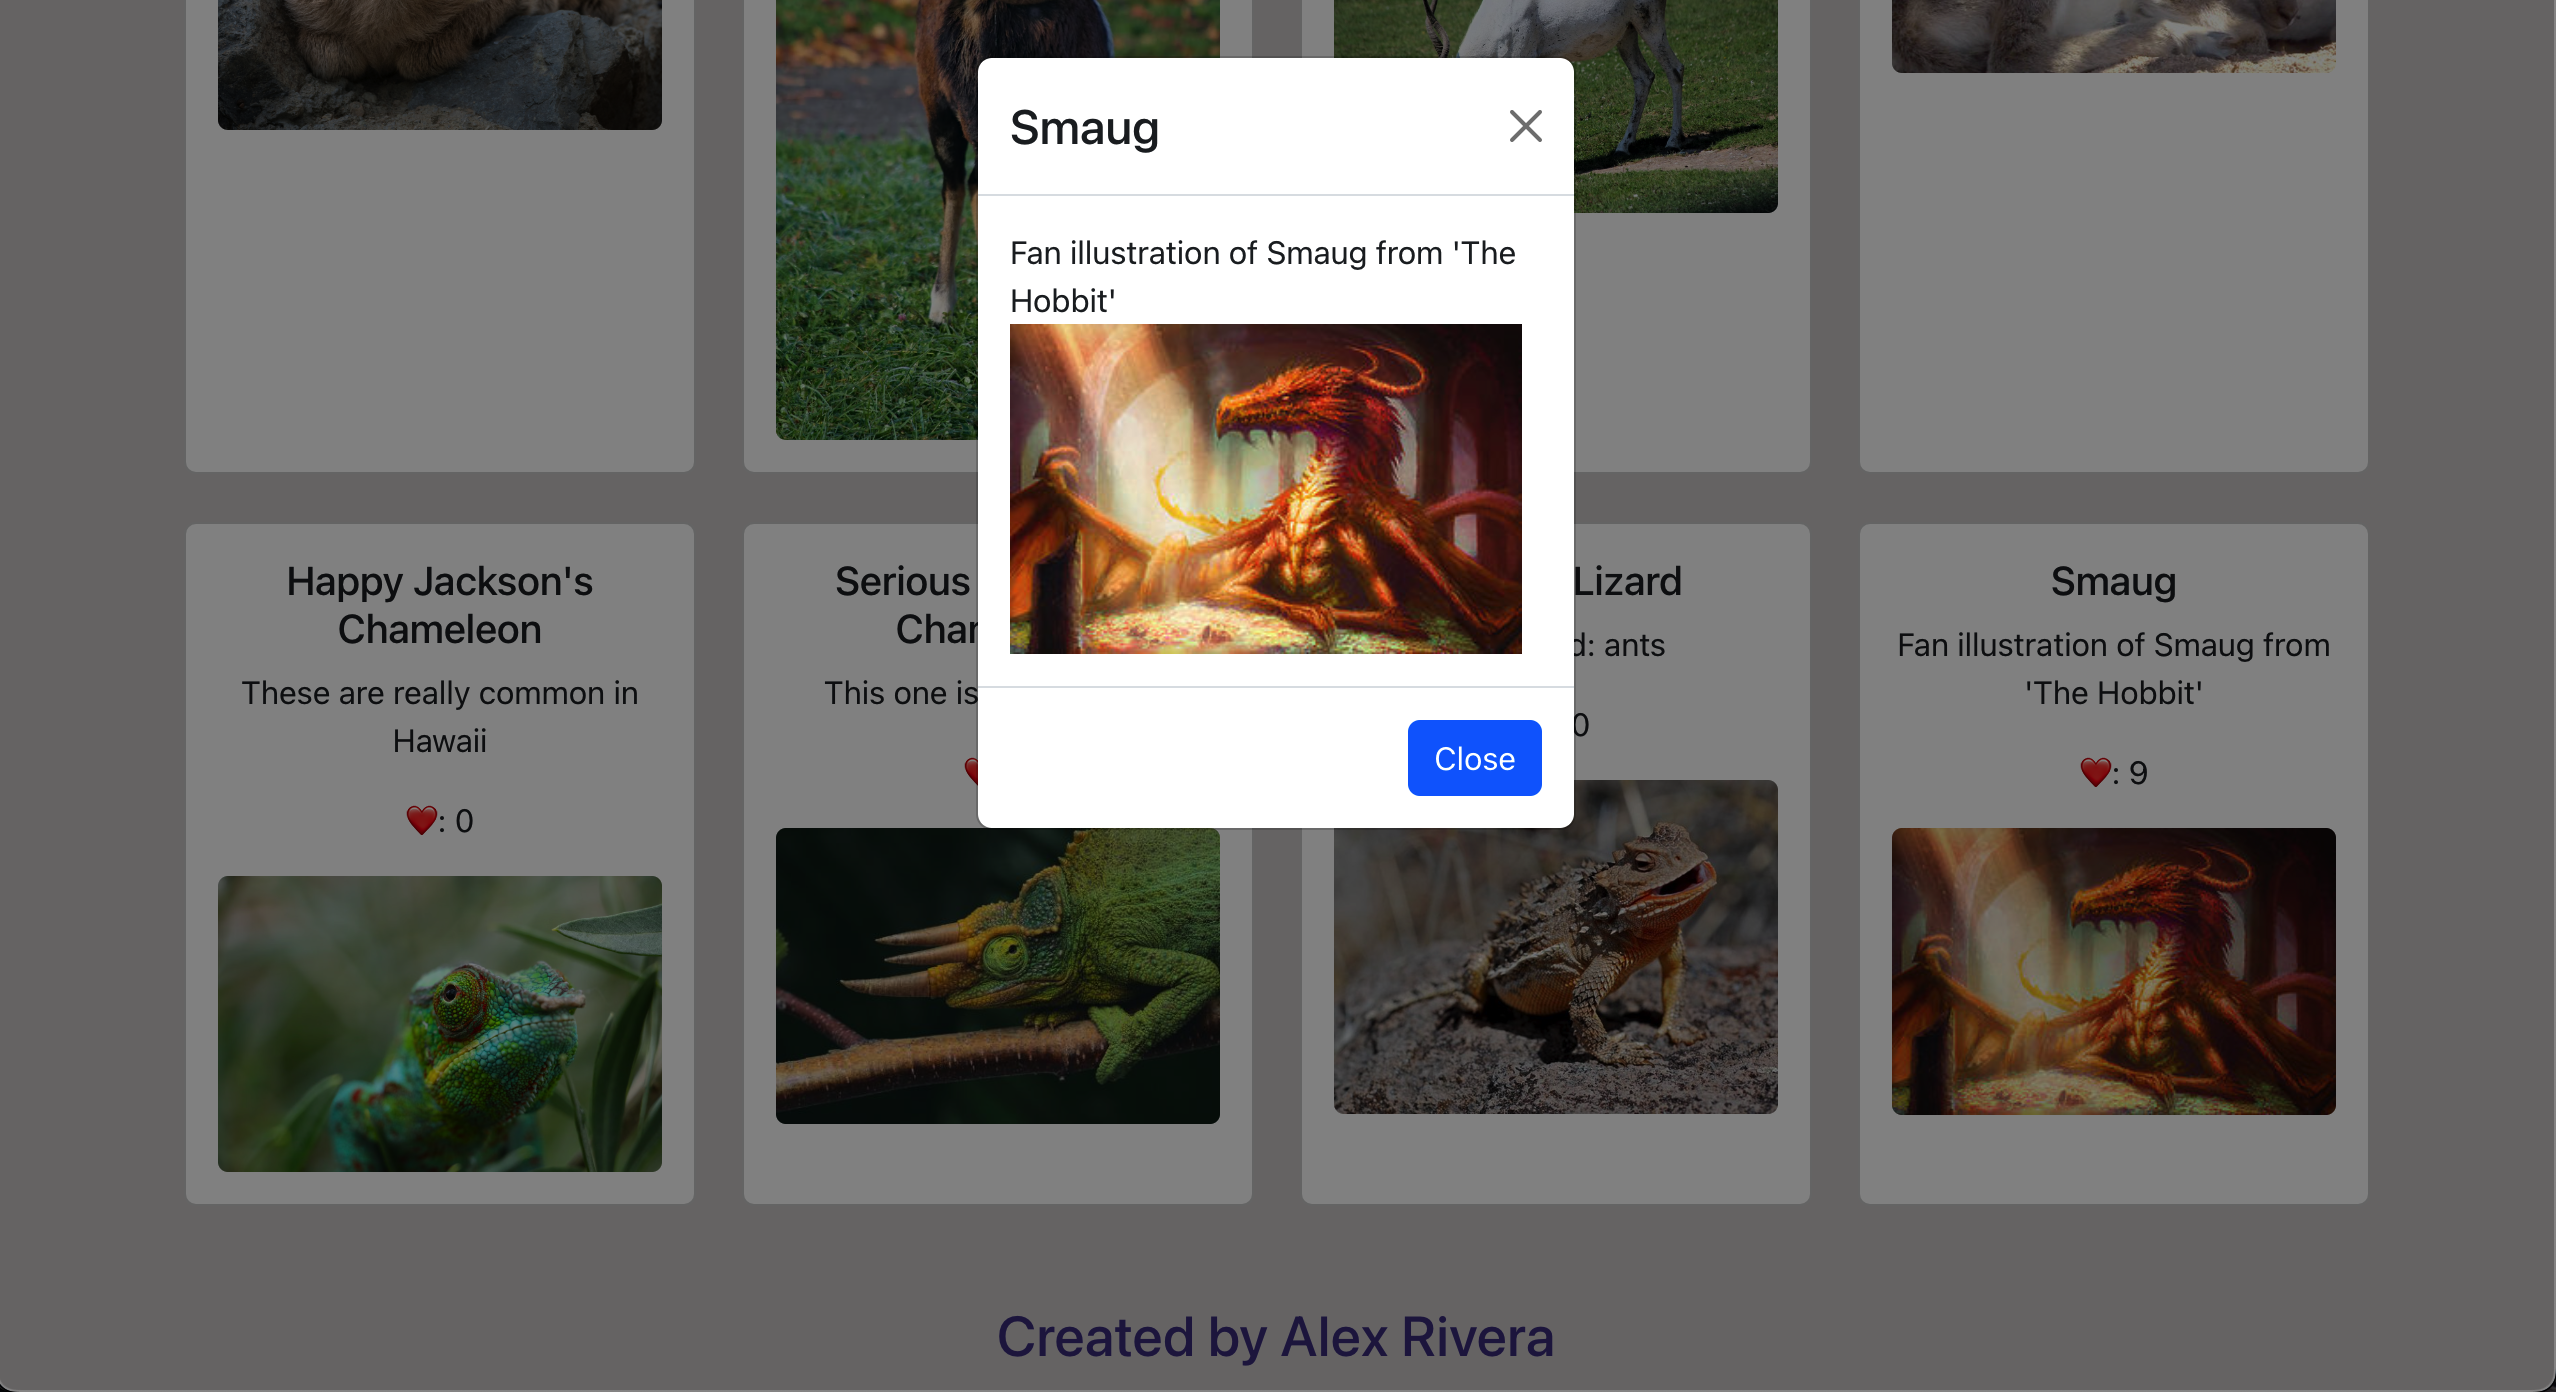 Smaug
Fan illustration of Smaug from 'The
Hobbit'
Close
Happy Jackson's
Chameleon
These are really common in
Hawaii
❤️: 0
Serious
This one is
❤️
Lizard
ants
0
Smaug
Fan illustration of Smaug from
'The Hobbit'
❤️: 9
Created by Alex Rivera